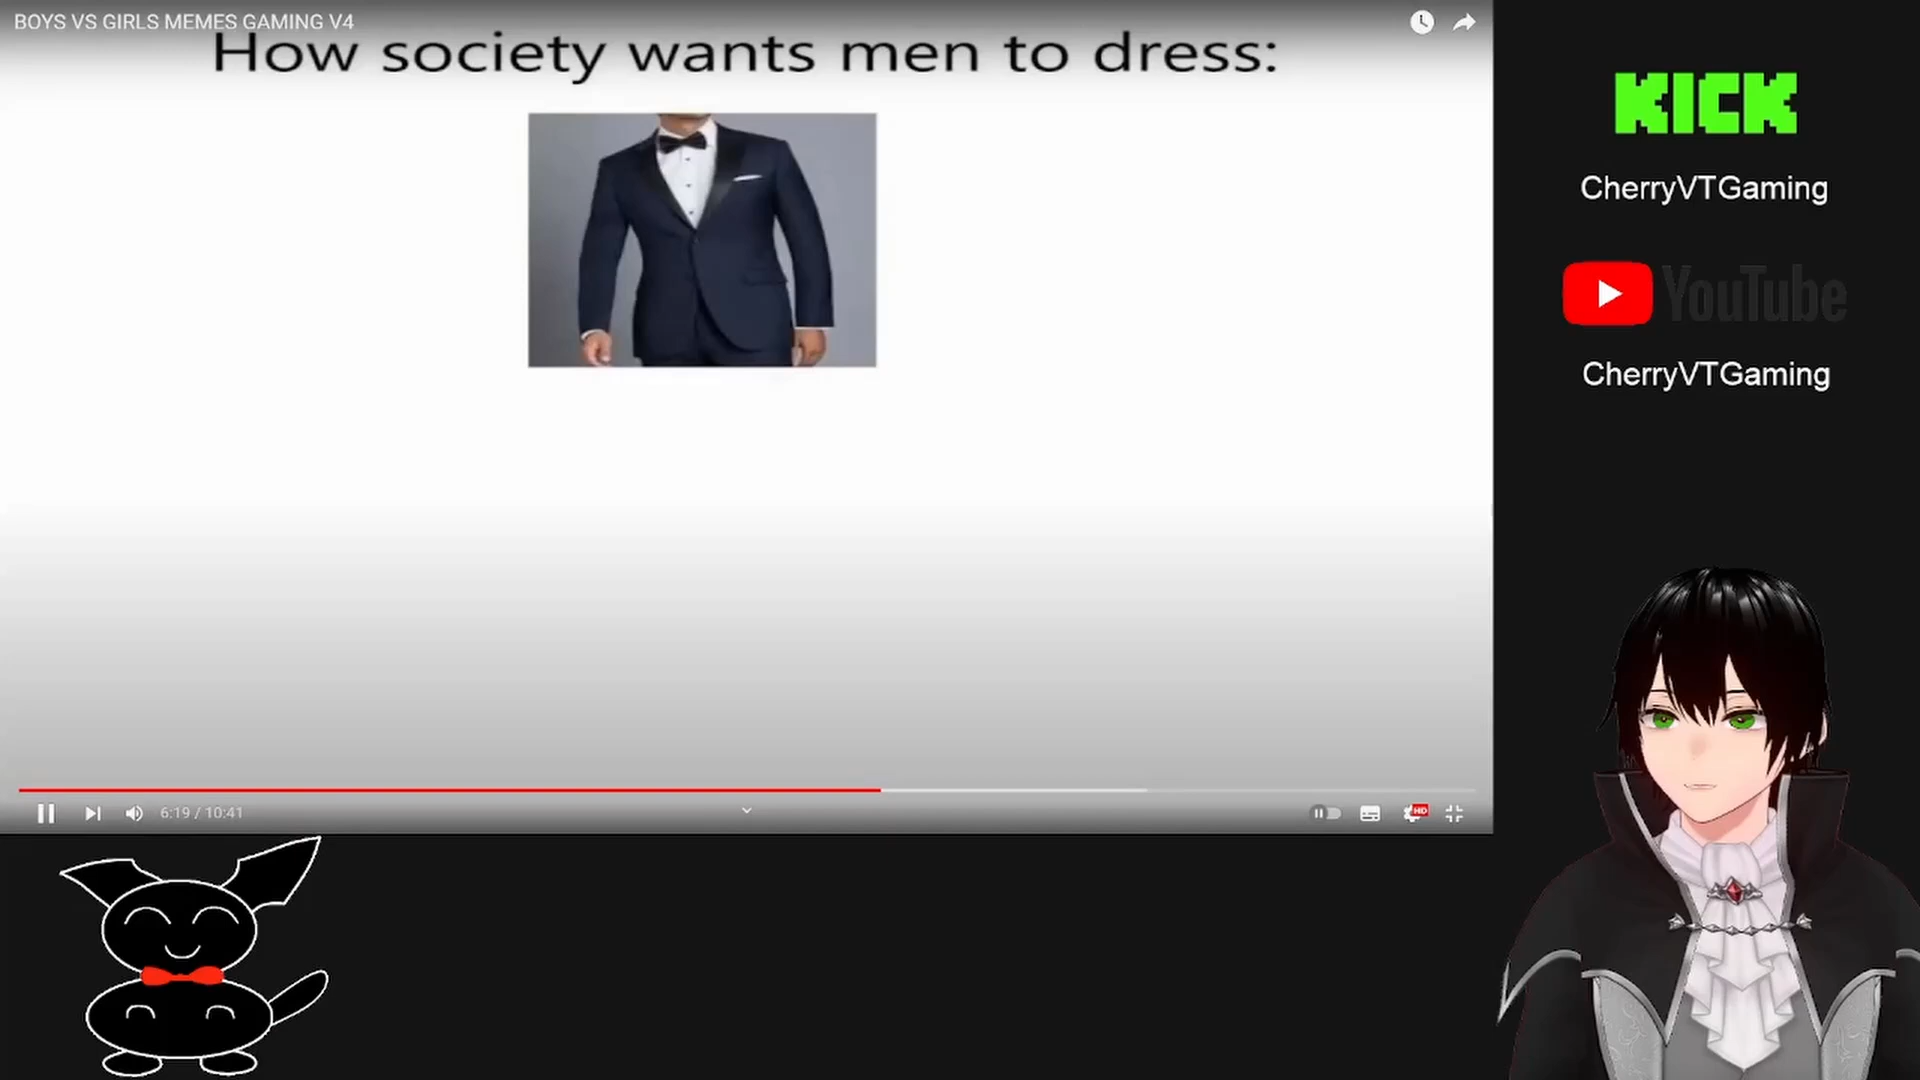 BOYS VS GIRLS MEMES GAMING V4
How society wants men to dress:
KICK
CherryVTGaming
YouTube
CherryVTGaming
6:19 / 10:41
HD